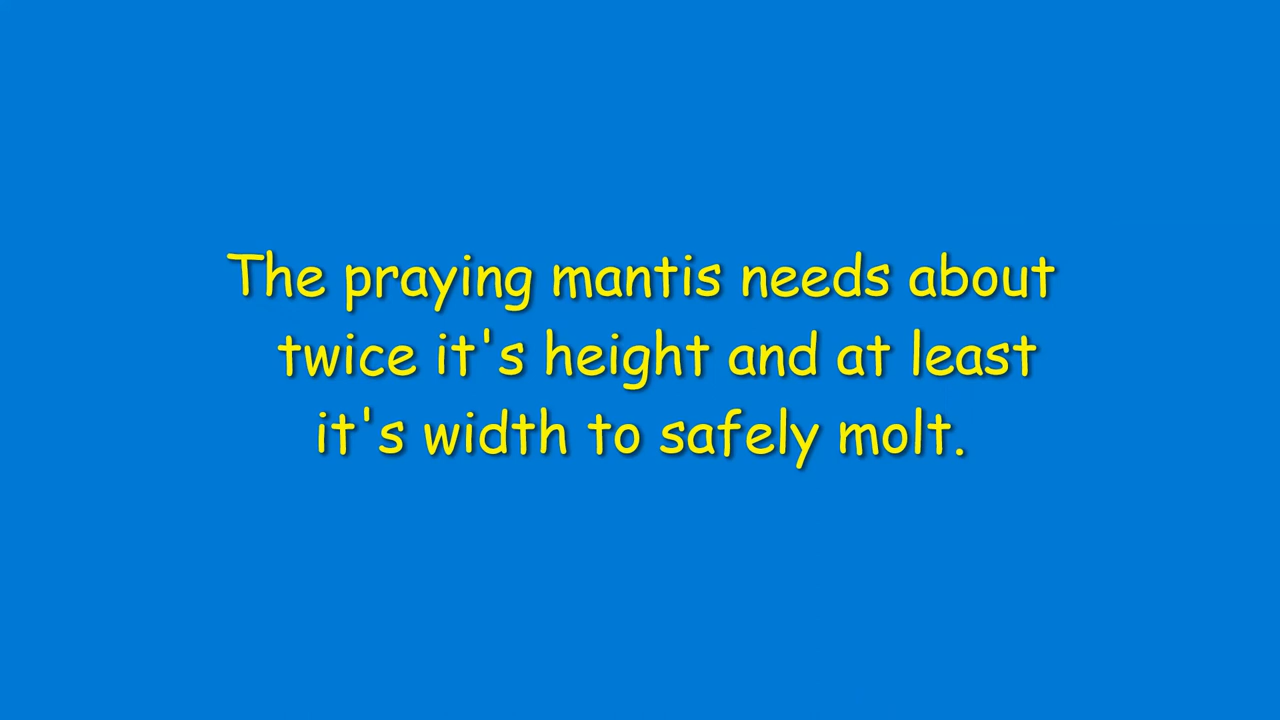 The praying mantis needs about
twice it's height and at least
it's width to safely molt.